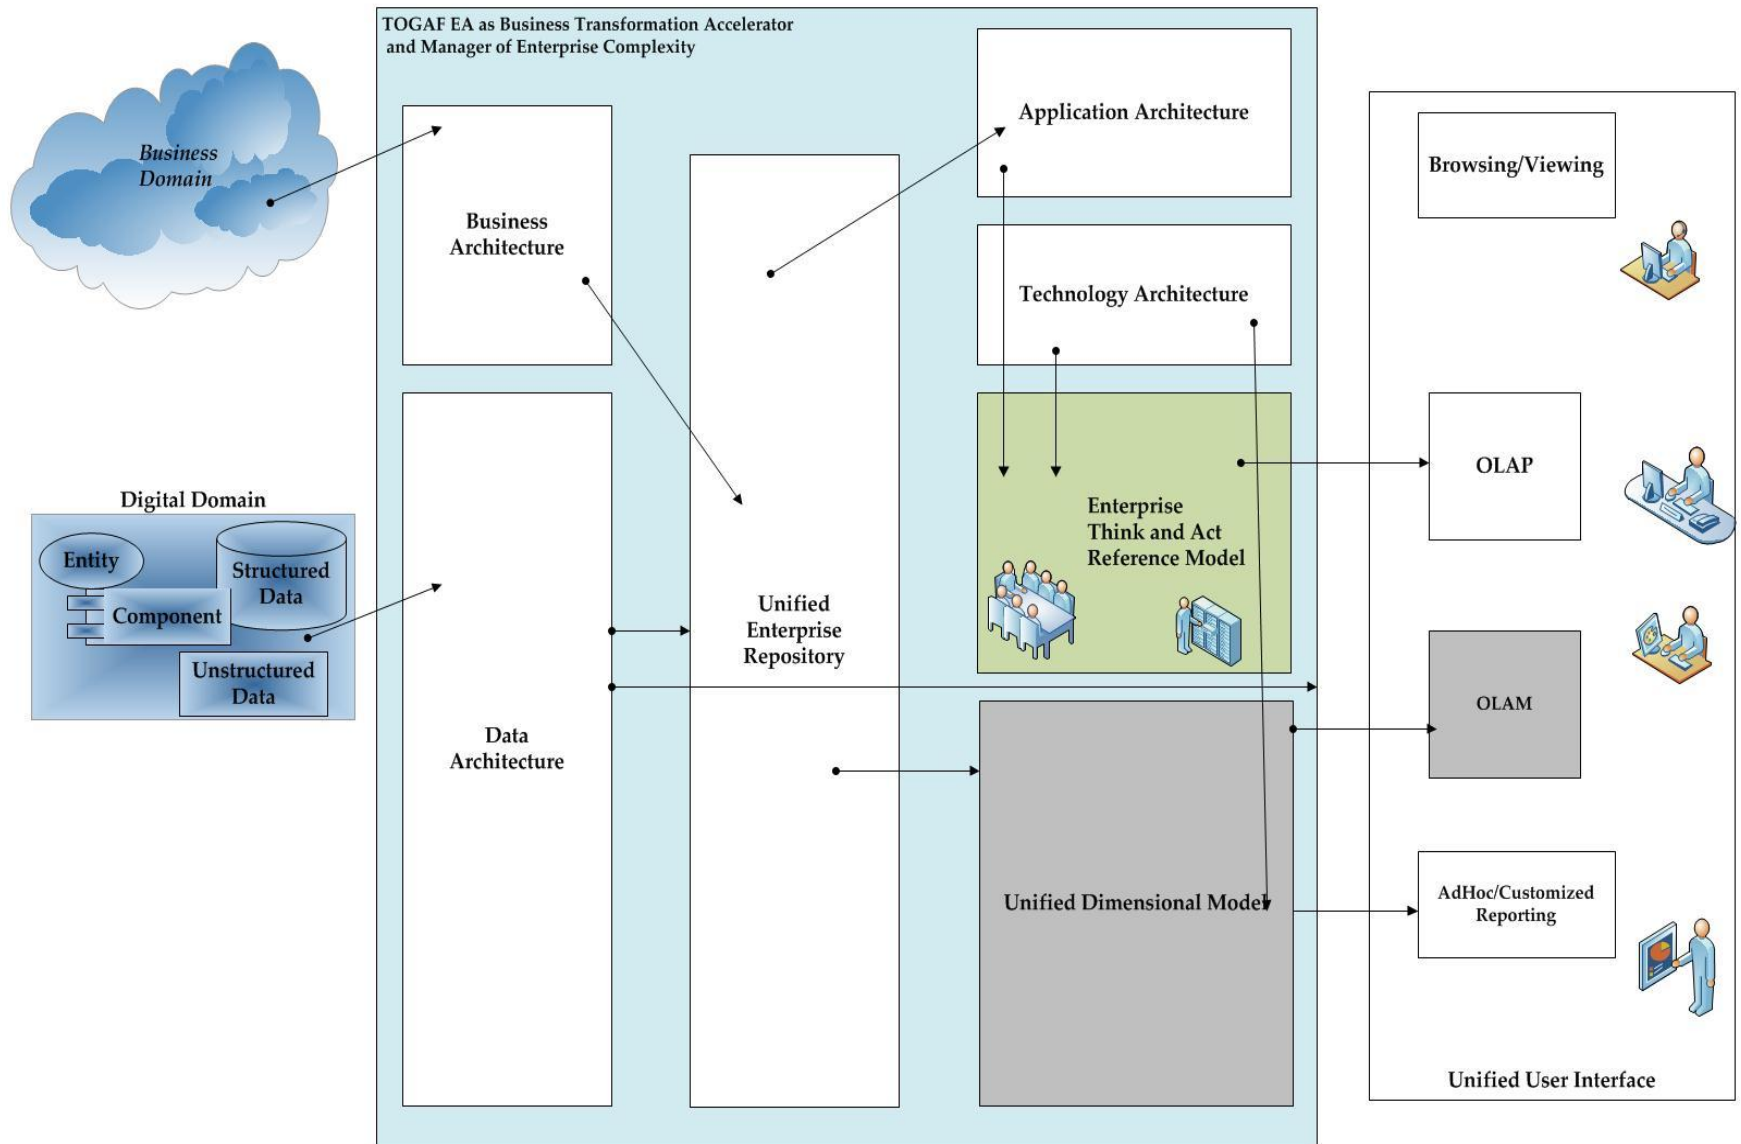 TOGAF EA as Business Transformation Accelerator
and Manager of Enterprise Complexity
Business
Domain
Business
Architecture
Application Architecture
Technology Architecture
Browsing/Viewing
Digital Domain
Entity
Structured
Data
Component
Unstructured
Data
Data
Architecture
Unified
Enterprise
Repository
Enterprise
Think and Act
Reference Model
Unified Dimensional Model
OLAP
OLAM
AdHoc/Customized
Reporting
Unified User Interface